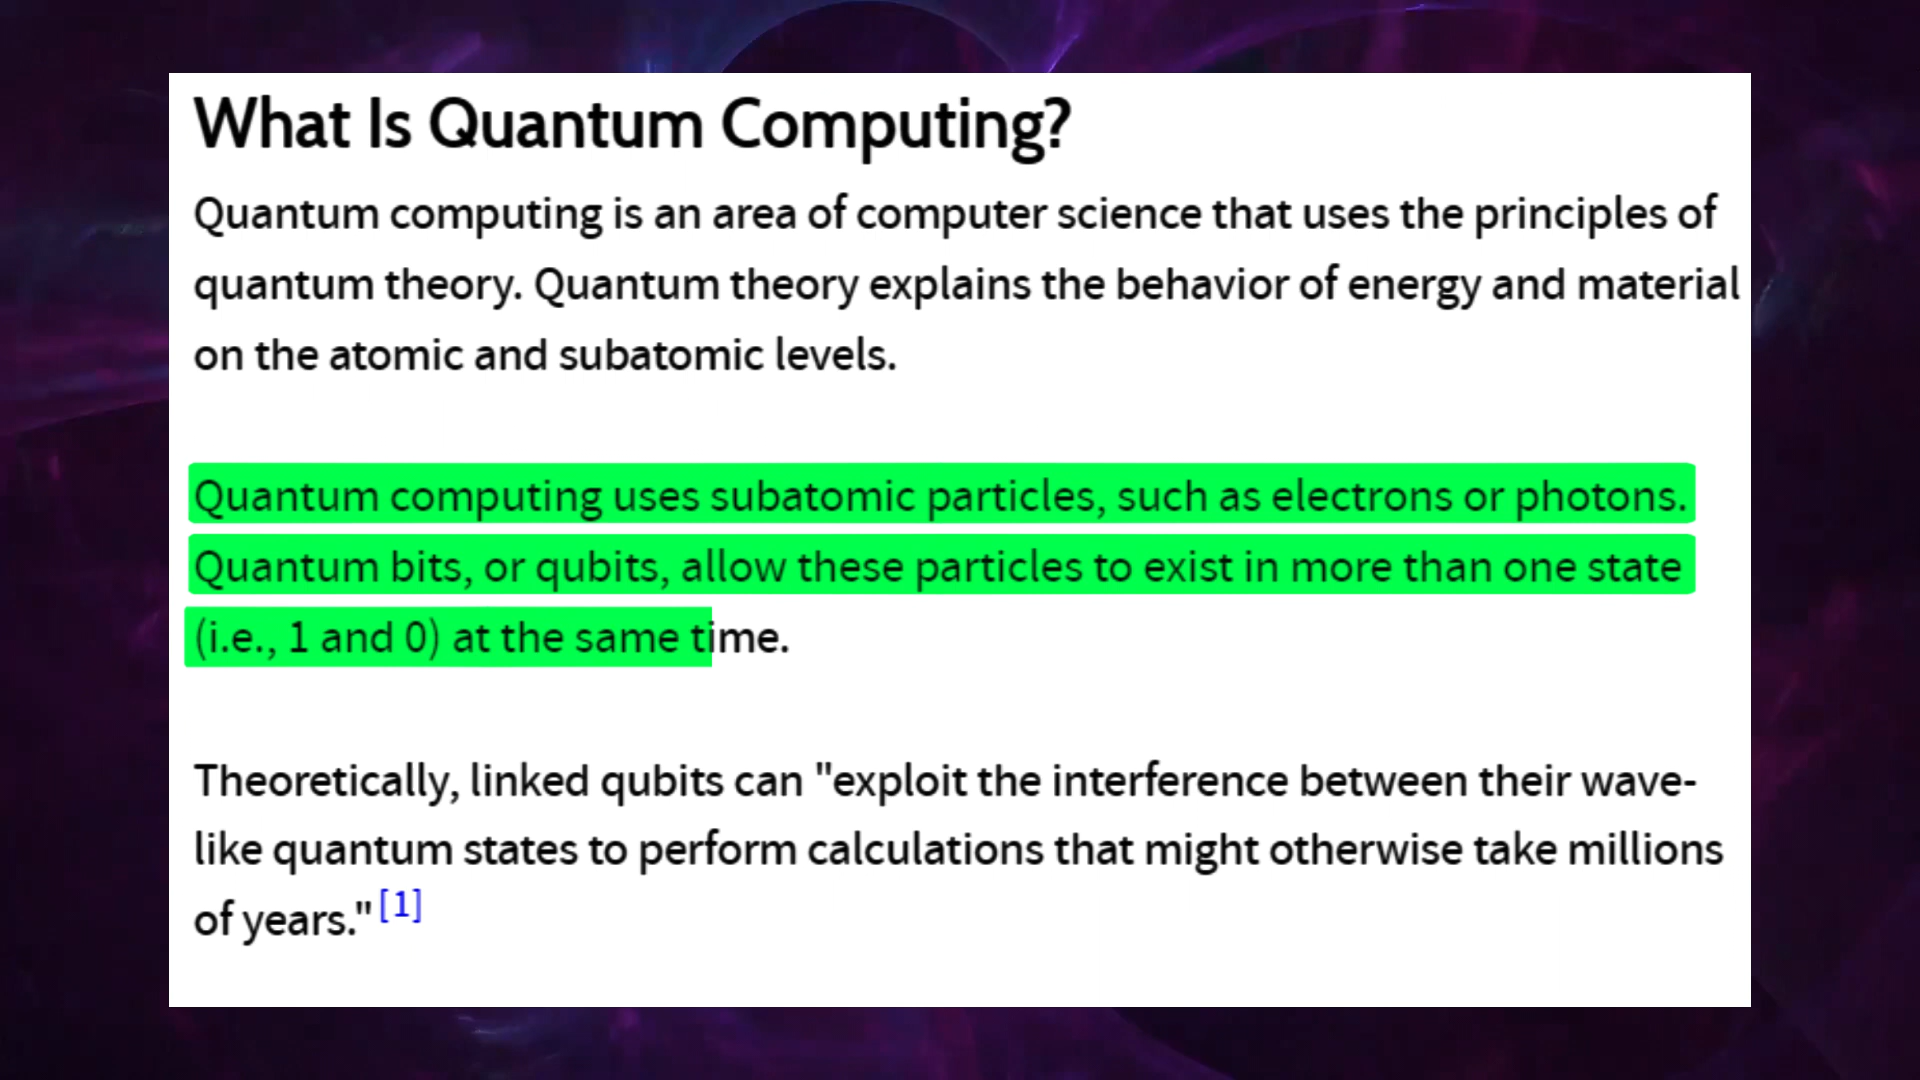 What Is Quantum Computing?
Quantum computing is an area of computer science that uses the principles of
quantum theory. Quantum theory explains the behavior of energy and material
on the atomic and subatomic levels.
Quantum computing uses subatomic particles, such as electrons or photons.
Quantum bits, or qubits, allow these particles to exist in more than one state
(i.e., 1 and 0) at the same time.
Theoretically, linked qubits can "exploit the interference between their wave-
like quantum states to perform calculations that might otherwise take millions
of years." [1]